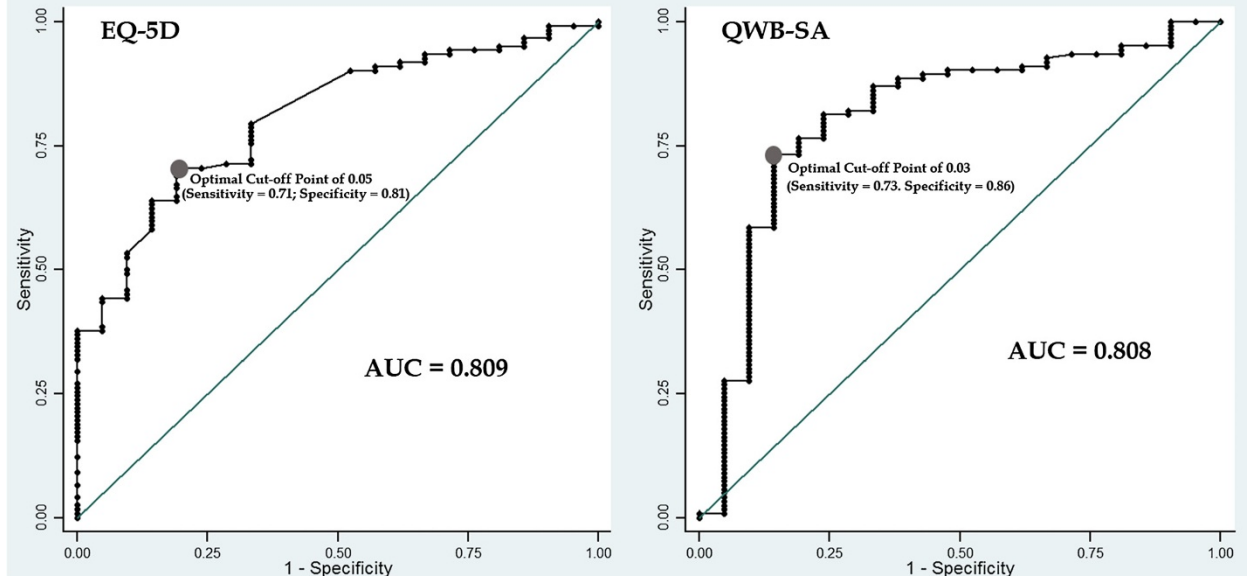 EQ-5D
1.00
0.75
0.50
0.25
0.00
Sensitivity
Optimal Cut-off Point of 0.05
(Sensitivity = 0.71; Specificity = 0.81)
AUC = 0.809
0.00 0.25 0.50 0.75 1.00
1 - Specificity
QWB-SA
1.00
0.75
0.50
0.25
0.00
Sensitivity
Optimal Cut-off Point of 0.03
(Sensitivity = 0.73. Specificity = 0.86)
AUC = 0.808
0.00 0.25 0.50 0.75 1.00
1 - Specificity